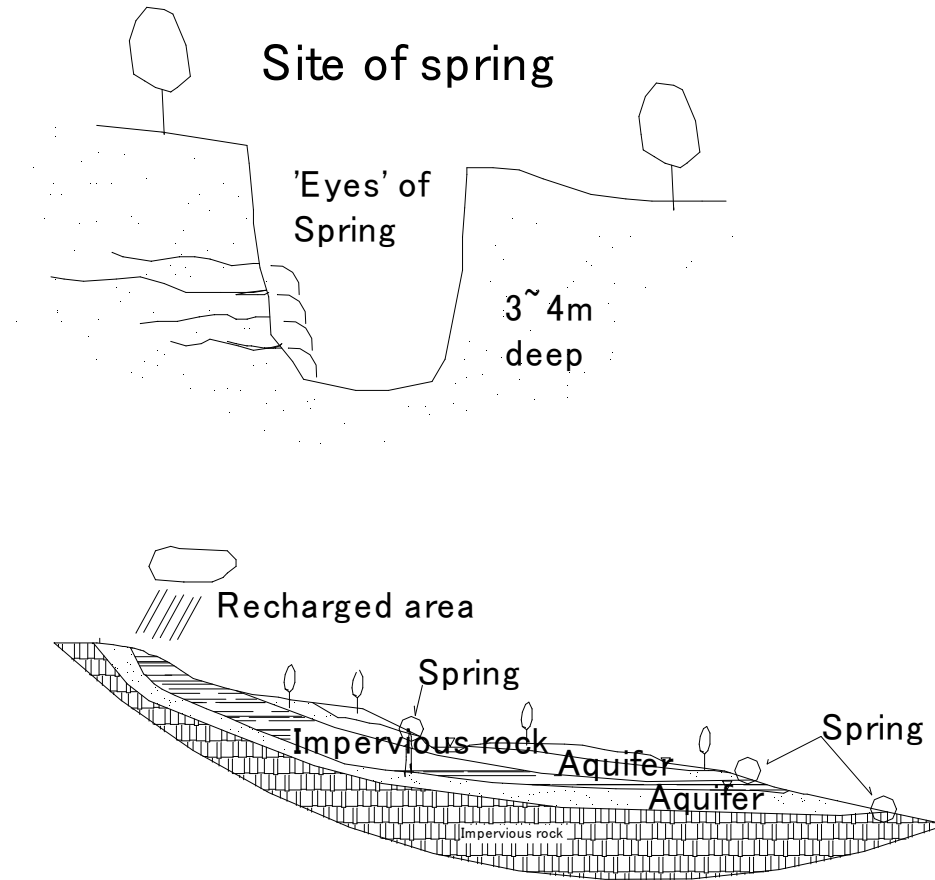 Site of spring
'Eyes' of
Spring
3~4m
deep
Recharged area
Spring
Spring
Impervious rock
Aquifer
Aquifer
Impervious rock